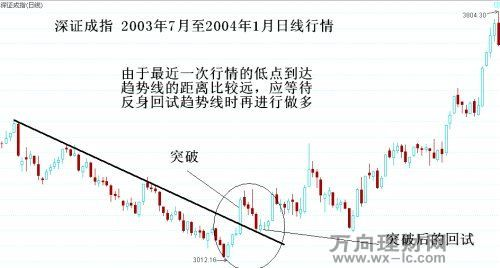 深证成指(日线)
3804.30
深证成指 2003年7月至2004年1月日线行情
由于最近一次行情的低点到达
趋势线的距离比较远，应等待
反身回试趋势线时再进行做多
突破
突破后的回试
3012.16
万向理财网
www.wx-lc.com